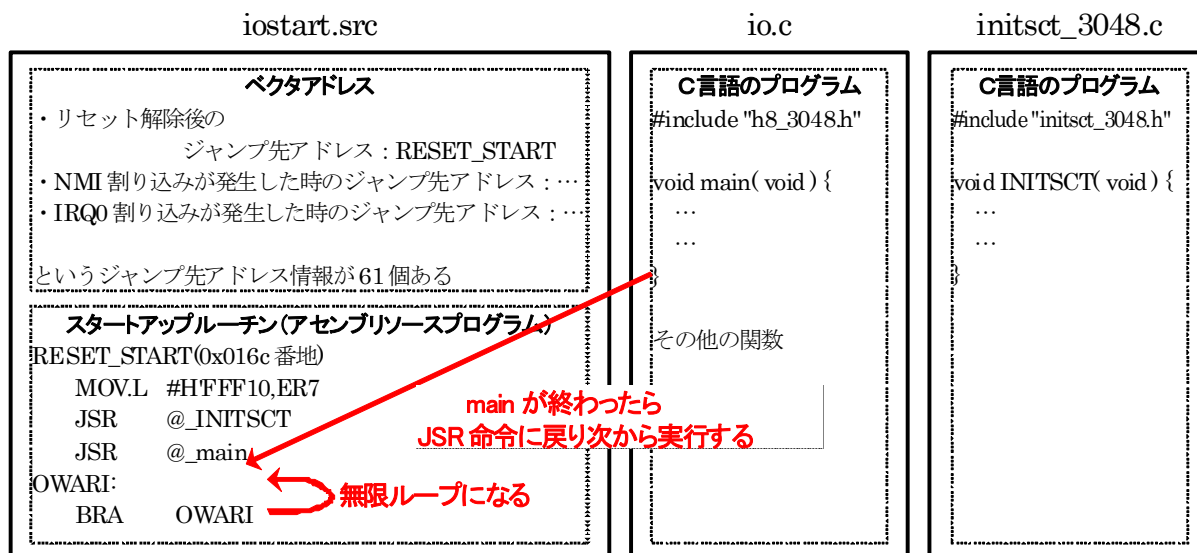 iostart.src
ベクタアドレス
・リセット解除後の
ジャンプ先アドレス：RESET_START
・NMI 割り込みが発生した時のジャンプ先アドレス：…
・IRQ0 割り込みが発生した時のジャンプ先アドレス：…
というジャンプ先アドレス情報が 61 個ある
スタートアップルーチン（アセンブリソースプログラム）
RESET_START(0x016c 番地)
MOV.L #H'FFF10,ER7
JSR @_INITSCT
JSR @_main
OWARI:
BRA OWARI
無限ループになる
main が終わったら
JSR 命令に戻り次から実行する
io.c
C言語のプログラム
#include "h8_3048.h"
void main( void ) {
…
…
}
その他の関数
initsct_3048.c
C言語のプログラム
#include "initsct_3048.h"
void INITSCT( void ) {
…
…
}